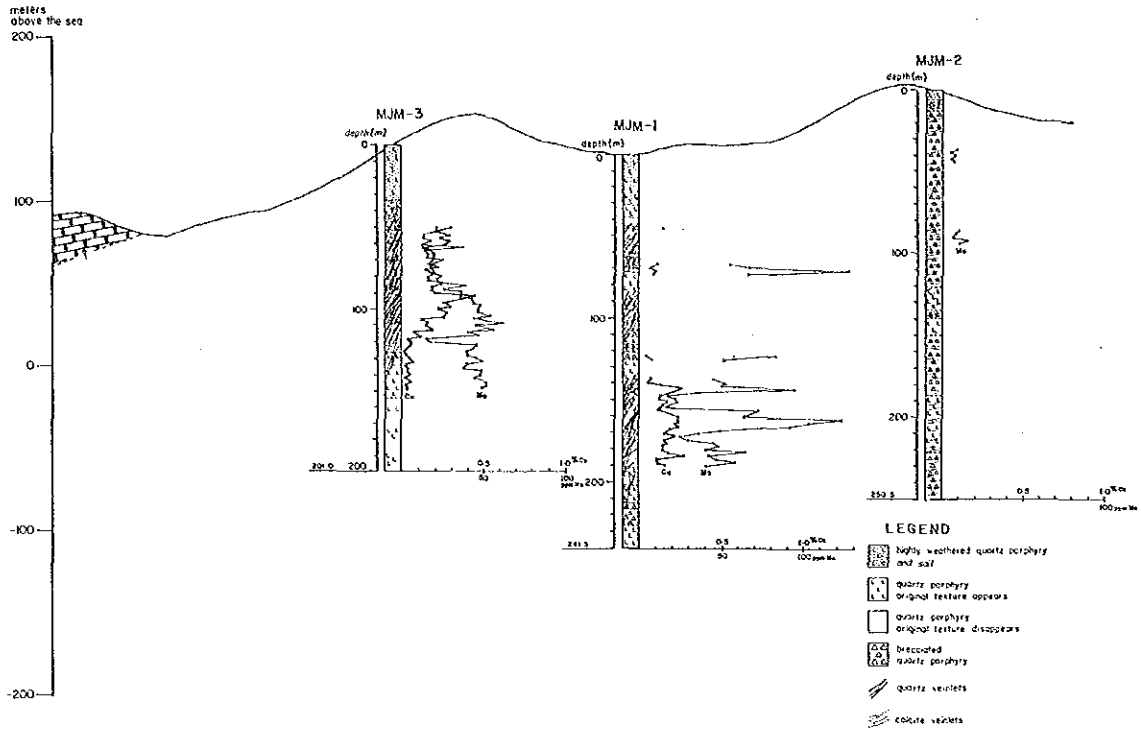 meters
above the sea
200
100
0
-100
-200
MJM-3
depth(m)
0
100
200
201.0
Cu
Mo
0.5
50
1.0 % Cu
100 ppm Mo
MJM-1
depth(m)
0
100
200
241.5
Cu
Mo
0.5
50
1.0 % Cu
100 ppm Mo
MJM-2
depth(m)
0
100
200
250.5
Mo
0.5
50
1.0 % Cu
100 ppm Mo
LEGEND
highly weathered quartz porphyry
and soil
quartz porphyry
original texture appears
quartz porphyry
original texture disappears
brecciated
quartz porphyry
quartz veinlets
calcite veinlets